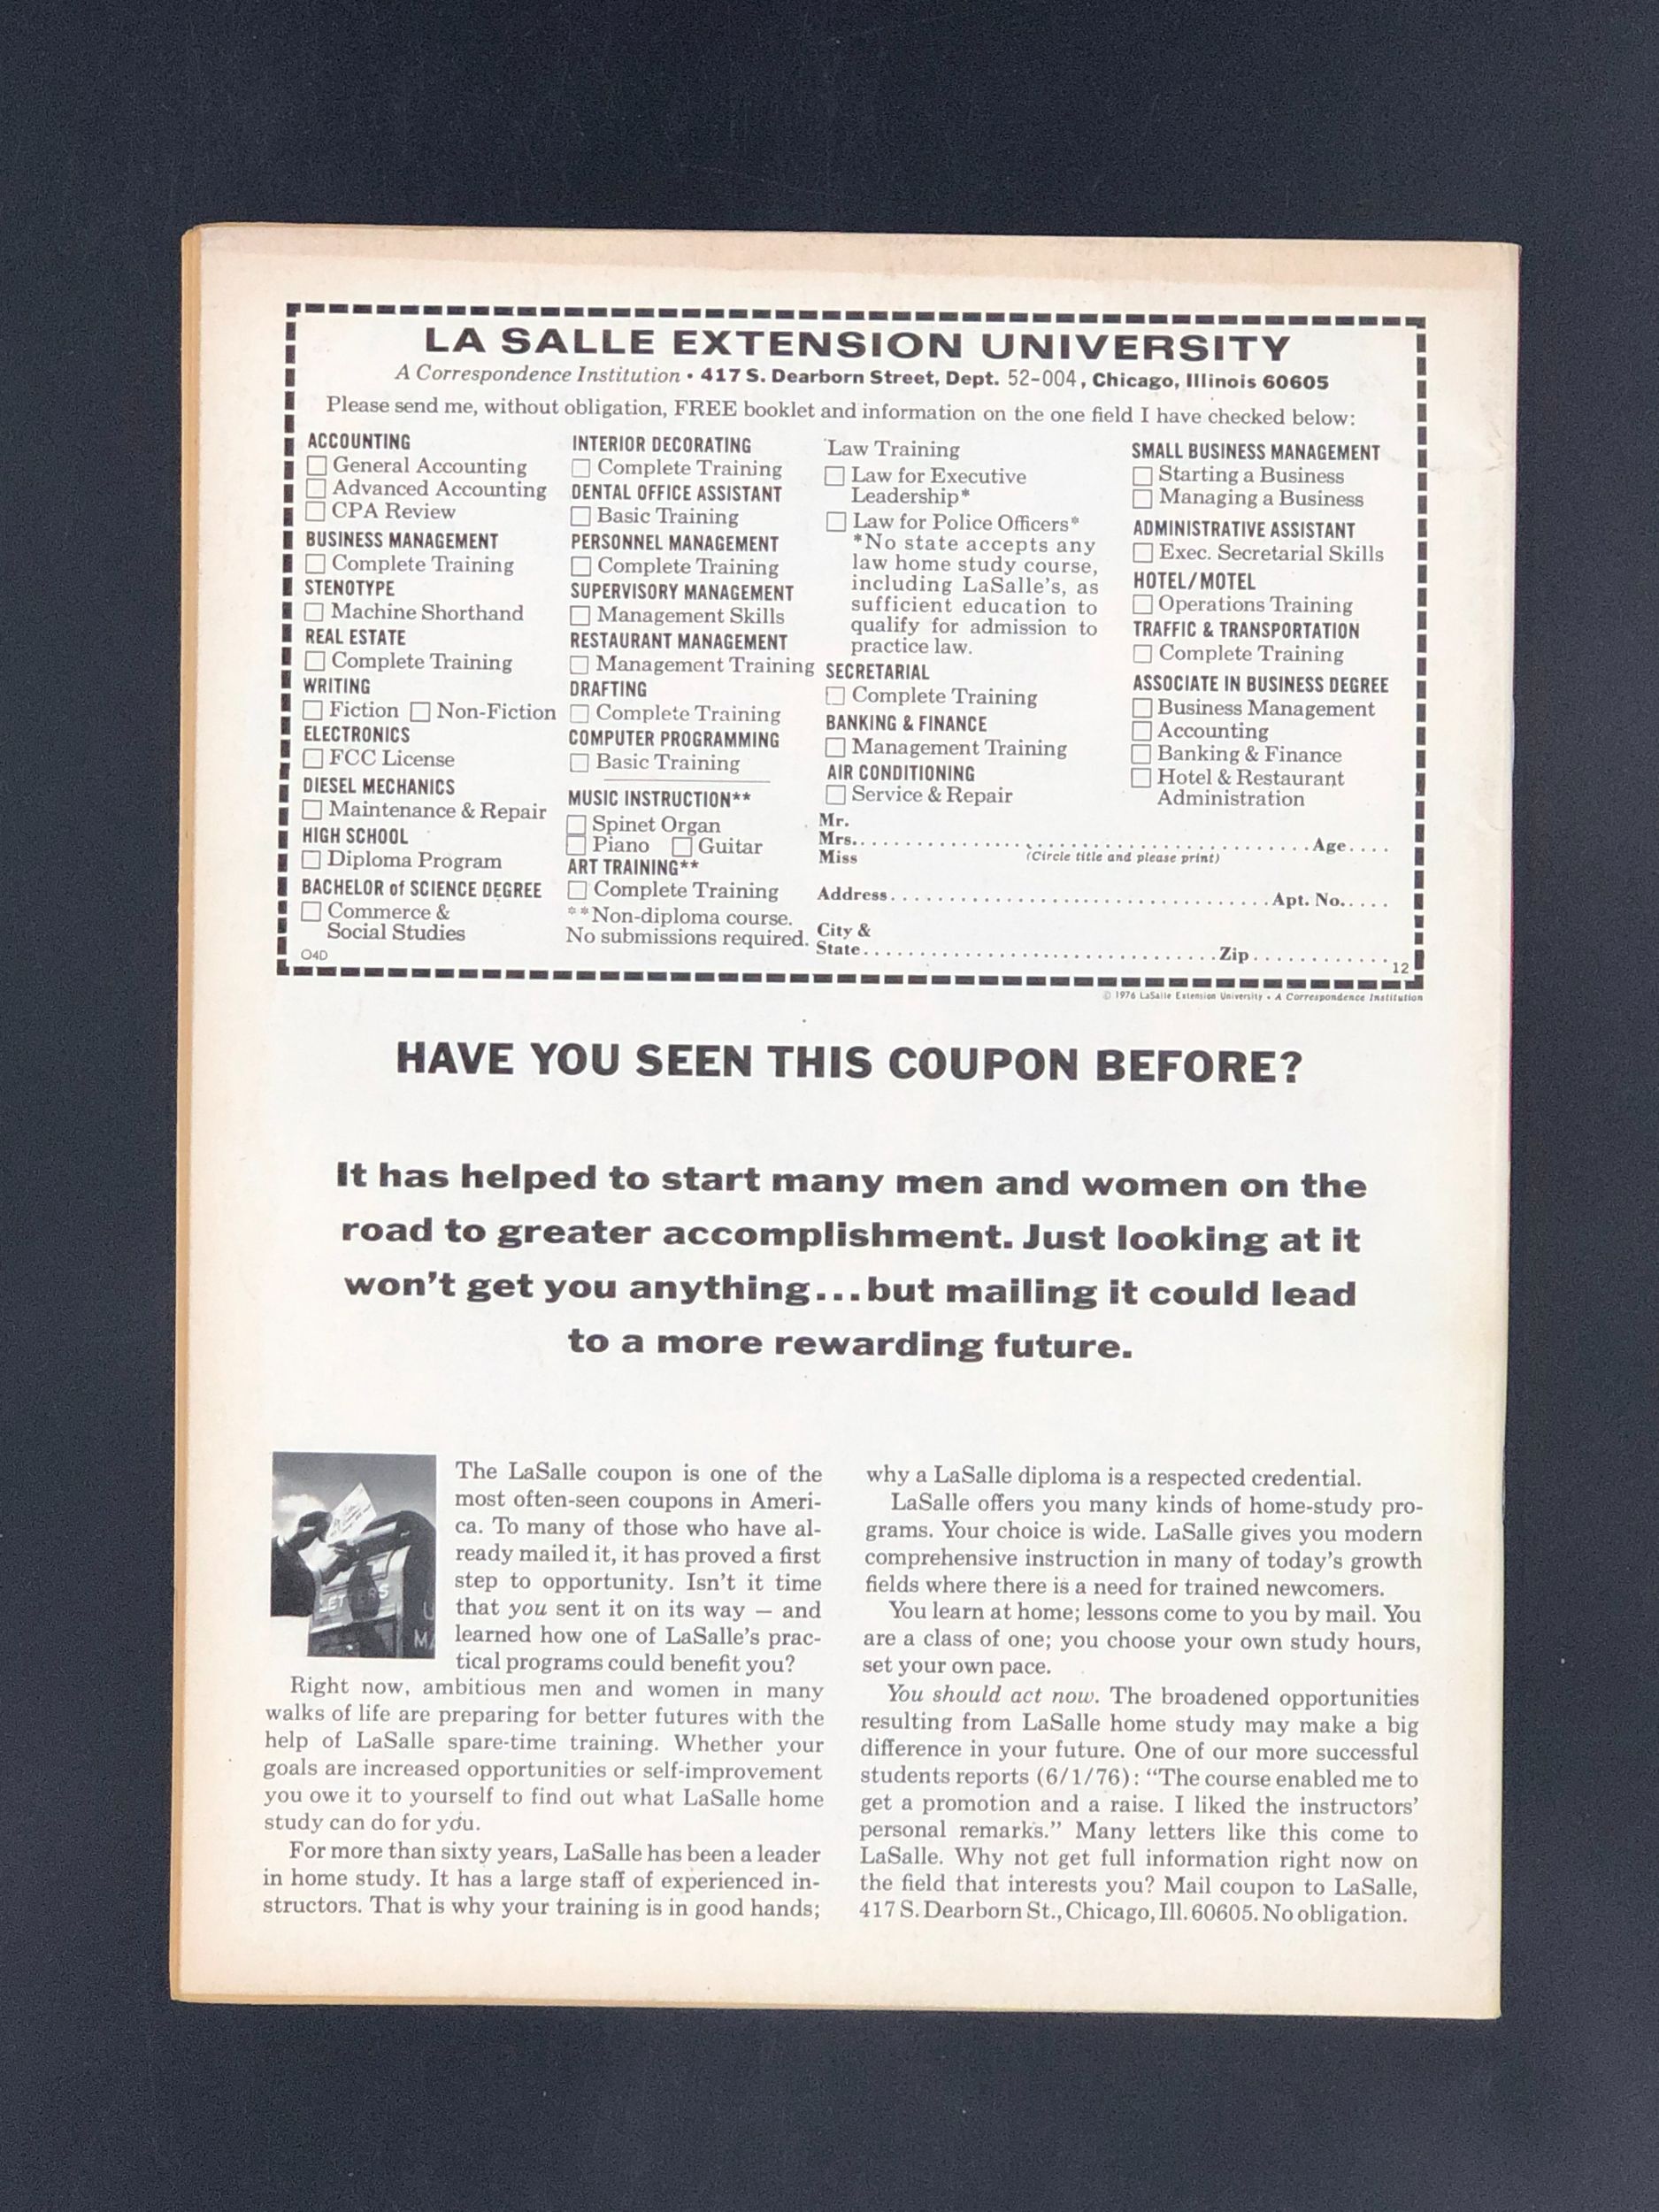 LA SALLE EXTENSION UNIVERSITY
A Correspondence Institution • 417 S. Dearborn Street, Dept. 52-004, Chicago, Illinois 60605
Please send me, without obligation, FREE booklet and information on the one field I have checked below:
ACCOUNTING
General Accounting
Advanced Accounting
CPA Review
BUSINESS MANAGEMENT
Complete Training
STENOTYPE
Machine Shorthand
REAL ESTATE
Complete Training
WRITING
Fiction Non-Fiction
ELECTRONICS
FCC License
DIESEL MECHANICS
Maintenance & Repair
HIGH SCHOOL
Diploma Program
BACHELOR of SCIENCE DEGREE
Commerce &
Social Studies
O4D
INTERIOR DECORATING
Complete Training
DENTAL OFFICE ASSISTANT
Basic Training
PERSONNEL MANAGEMENT
Complete Training
SUPERVISORY MANAGEMENT
Management Skills
RESTAURANT MANAGEMENT
Management Training
DRAFTING
Complete Training
COMPUTER PROGRAMMING
Basic Training
MUSIC INSTRUCTION**
Spinet Organ
Piano Guitar
ART TRAINING**
Complete Training
**Non-diploma course.
No submissions required.
Law Training
Law for Executive
Leadership*
Law for Police Officers*
*No state accepts any
law home study course,
including LaSalle's, as
sufficient education to
qualify for admission to
practice law.
SECRETARIAL
Complete Training
BANKING & FINANCE
Management Training
AIR CONDITIONING
Service & Repair
SMALL BUSINESS MANAGEMENT
Starting a Business
Managing a Business
ADMINISTRATIVE ASSISTANT
Exec. Secretarial Skills
HOTEL/MOTEL
Operations Training
TRAFFIC & TRANSPORTATION
Complete Training
ASSOCIATE IN BUSINESS DEGREE
Business Management
Accounting
Banking & Finance
Hotel & Restaurant
Administration
Mr.
Mrs.......................................Age....
Miss (Circle title and please print)
Address.................................Apt. No.....
City &
State...............................Zip............
12
© 1976 LaSalle Extension University • A Correspondence Institution
HAVE YOU SEEN THIS COUPON BEFORE?
It has helped to start many men and women on the
road to greater accomplishment. Just looking at it
won't get you anything...but mailing it could lead
to a more rewarding future.
LETTERS
U
MA
The LaSalle coupon is one of the
most often-seen coupons in Ameri-
ca. To many of those who have al-
ready mailed it, it has proved a first
step to opportunity. Isn't it time
that you sent it on its way — and
learned how one of LaSalle's prac-
tical programs could benefit you?
Right now, ambitious men and women in many
walks of life are preparing for better futures with the
help of LaSalle spare-time training. Whether your
goals are increased opportunities or self-improvement
you owe it to yourself to find out what LaSalle home
study can do for you.
For more than sixty years, LaSalle has been a leader
in home study. It has a large staff of experienced in-
structors. That is why your training is in good hands;
why a LaSalle diploma is a respected credential.
LaSalle offers you many kinds of home-study pro-
grams. Your choice is wide. LaSalle gives you modern
comprehensive instruction in many of today's growth
fields where there is a need for trained newcomers.
You learn at home; lessons come to you by mail. You
are a class of one; you choose your own study hours,
set your own pace.
You should act now. The broadened opportunities
resulting from LaSalle home study may make a big
difference in your future. One of our more successful
students reports (6/1/76): "The course enabled me to
get a promotion and a raise. I liked the instructors'
personal remarks." Many letters like this come to
LaSalle. Why not get full information right now on
the field that interests you? Mail coupon to LaSalle,
417 S. Dearborn St., Chicago, Ill. 60605. No obligation.